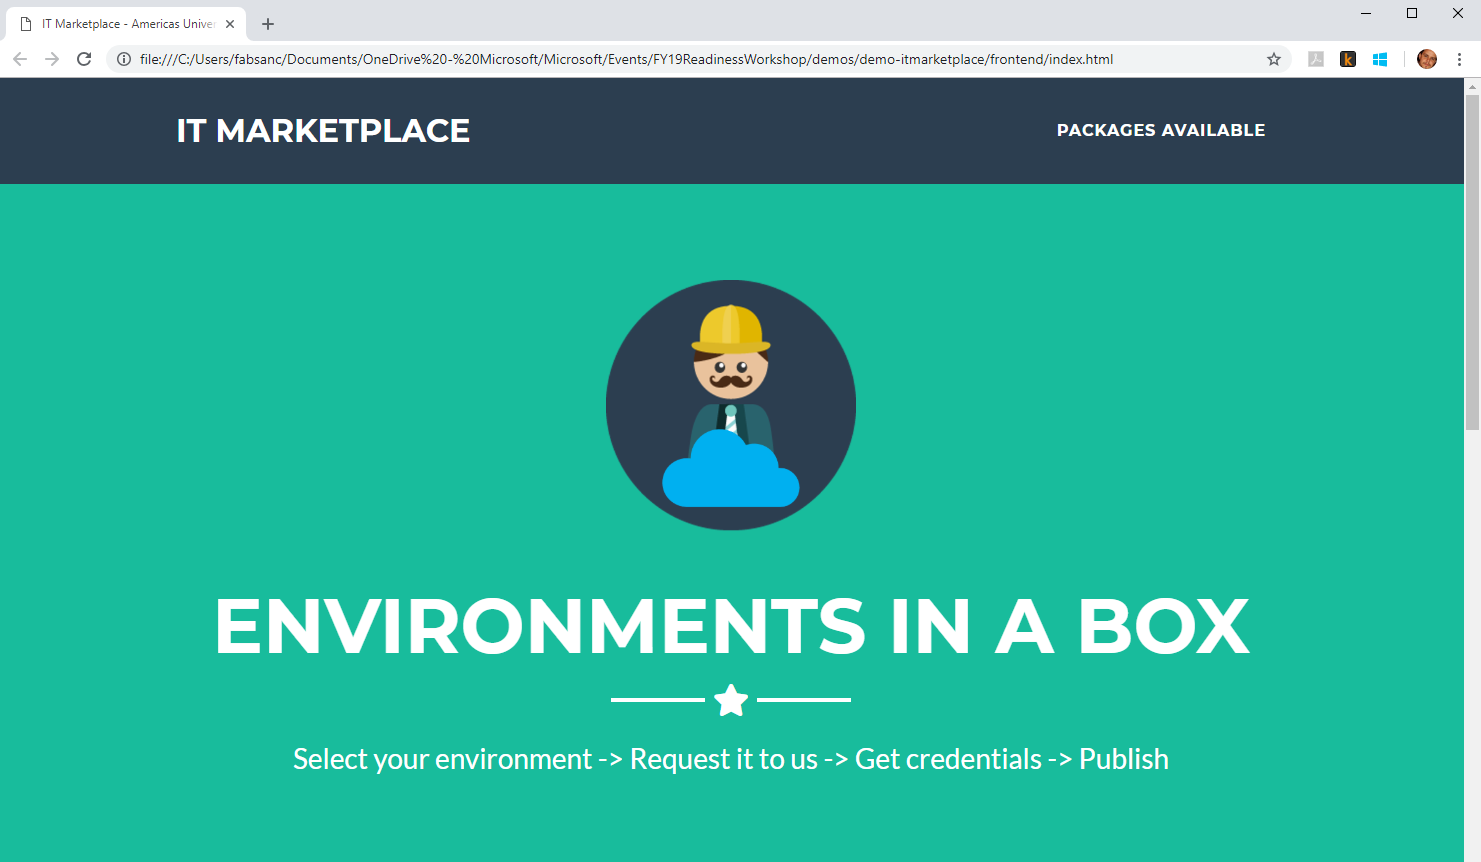 IT Marketplace - Americas Univer
file:///C:/Users/fabsanc/Documents/OneDrive%20-%20Microsoft/Microsoft/Events/FY19ReadinessWorkshop/demos/demo-itmarketplace/frontend/index.html
IT MARKETPLACE
PACKAGES AVAILABLE
ENVIRONMENTS IN A BOX
Select your environment -> Request it to us -> Get credentials -> Publish